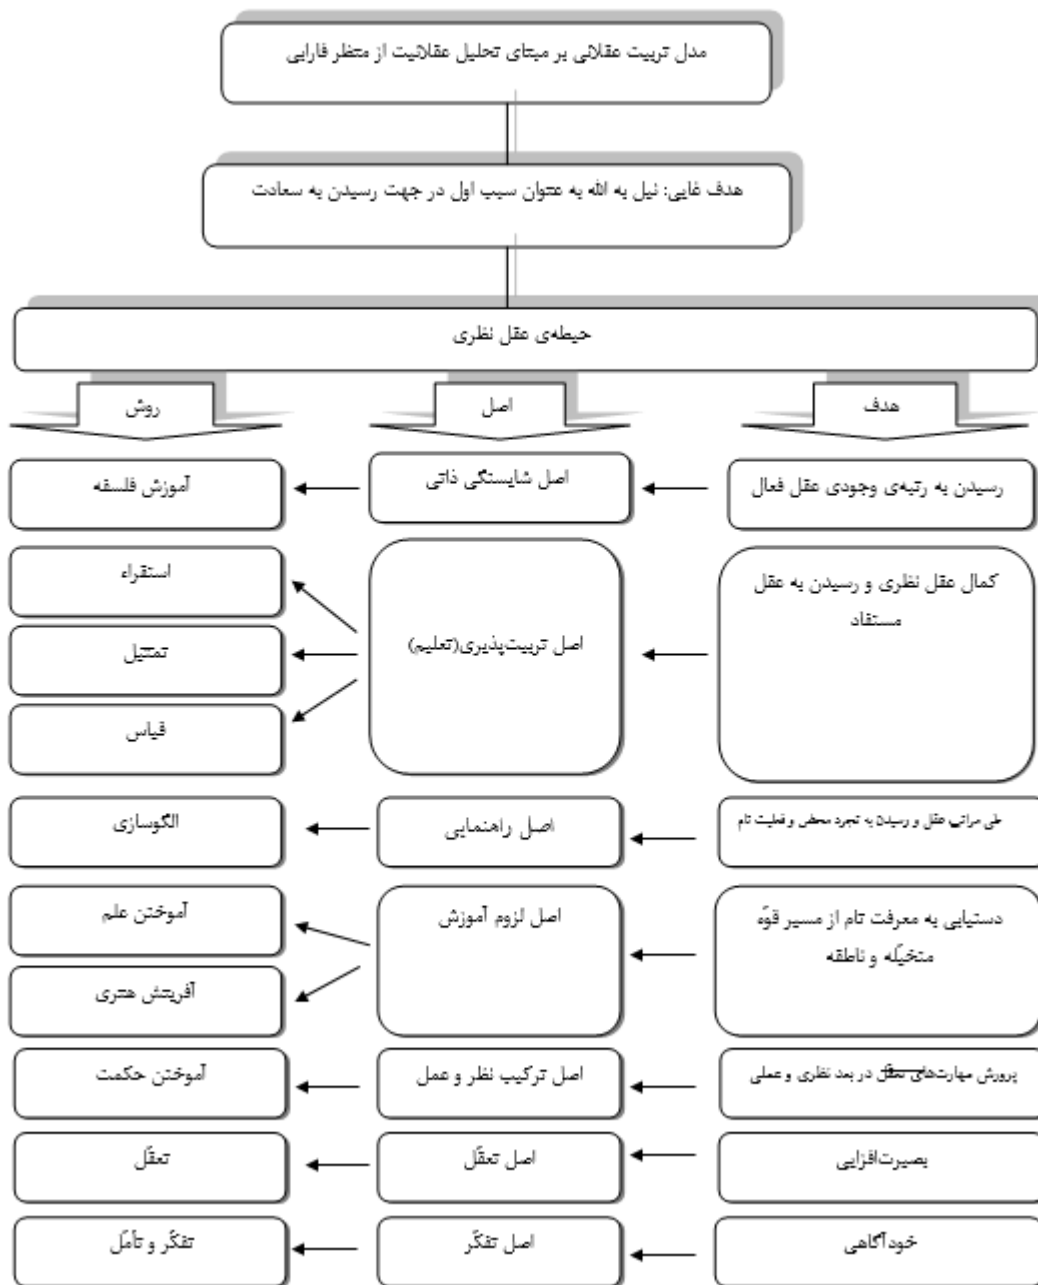 مدل تربیت عقلانی بر مبنای تحلیل عقلانیت از منظر فارابی
هدف غایی: نیل به الله به عنوان سبب اول در جهت رسیدن به سعادت
حیطه‌ی عقل نظری
هدف
اصل
روش
رسیدن به رتبه‌ی وجودی عقل فعال
اصل شایستگی ذاتی
آموزش فلسفه
کمال عقل نظری و رسیدن به عقل
مستفاد
اصل تربیت‌پذیری(تعلیم)
استقراء
تمثیل
قیاس
طی مراتب عقل و رسیدن به تجرد محض و فعلیت تام
اصل راهنمایی
الگوسازی
دستیابی به معرفت تام از مسیر قوّه
متخیّله و ناطقه
اصل لزوم آموزش
آموختن علم
آفرینش هنری
پرورش مهارت‌های تعقّل در بعد نظری و عملی
اصل ترکیب نظر و عمل
آموختن حکمت
بصیرت‌افزایی
اصل تعقّل
تعقّل
خودآگاهی
اصل تفکّر
تفکّر و تأمّل